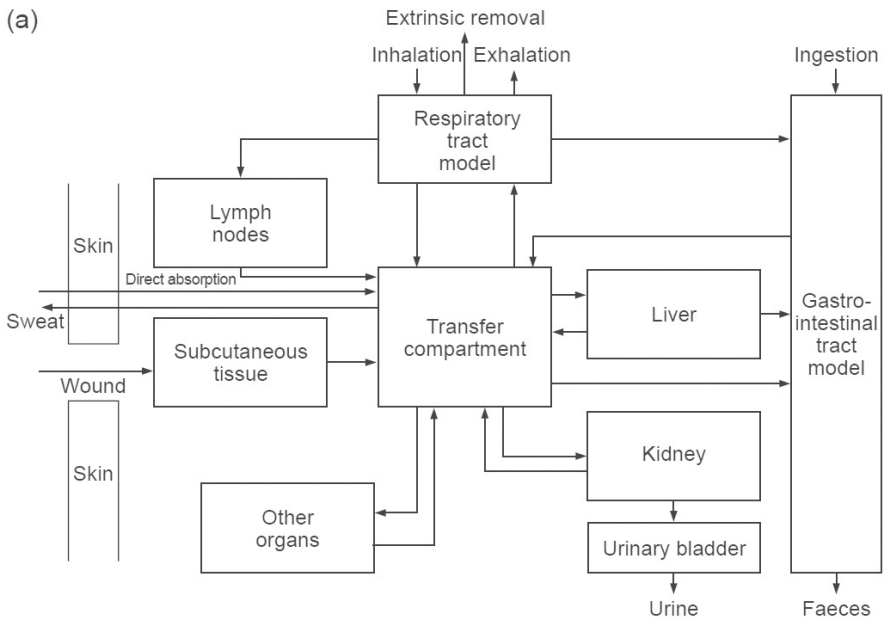 (a)
Extrinsic removal
Inhalation
Exhalation
Ingestion
Respiratory
tract
model
Lymph
nodes
Skin
Direct absorption
Sweat
Transfer
compartment
Liver
Gastro-
intestinal
tract
model
Subcutaneous
tissue
Wound
Skin
Kidney
Other
organs
Urinary bladder
Urine
Faeces